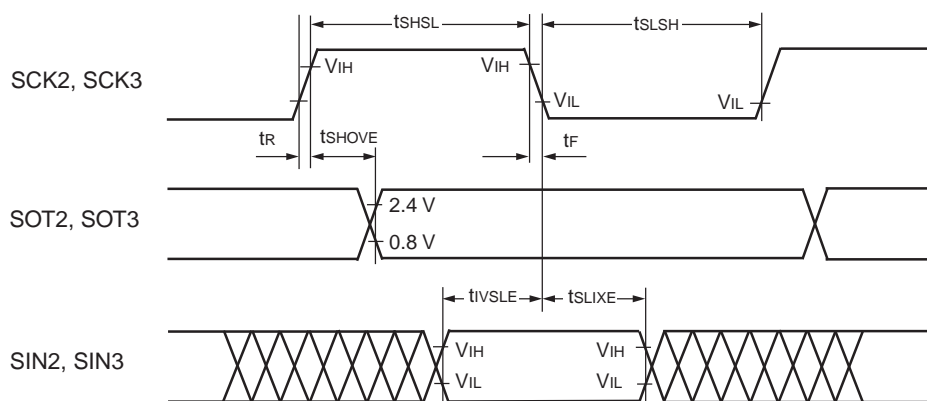 tSHSL tSLSH
SCK2, SCK3 VIH VIH VIL VIL
tR tSHOVE tF
SOT2, SOT3 2.4 V
0.8 V
tIVSLE tSLIXE
SIN2, SIN3 VIH VIH
VIL VIL